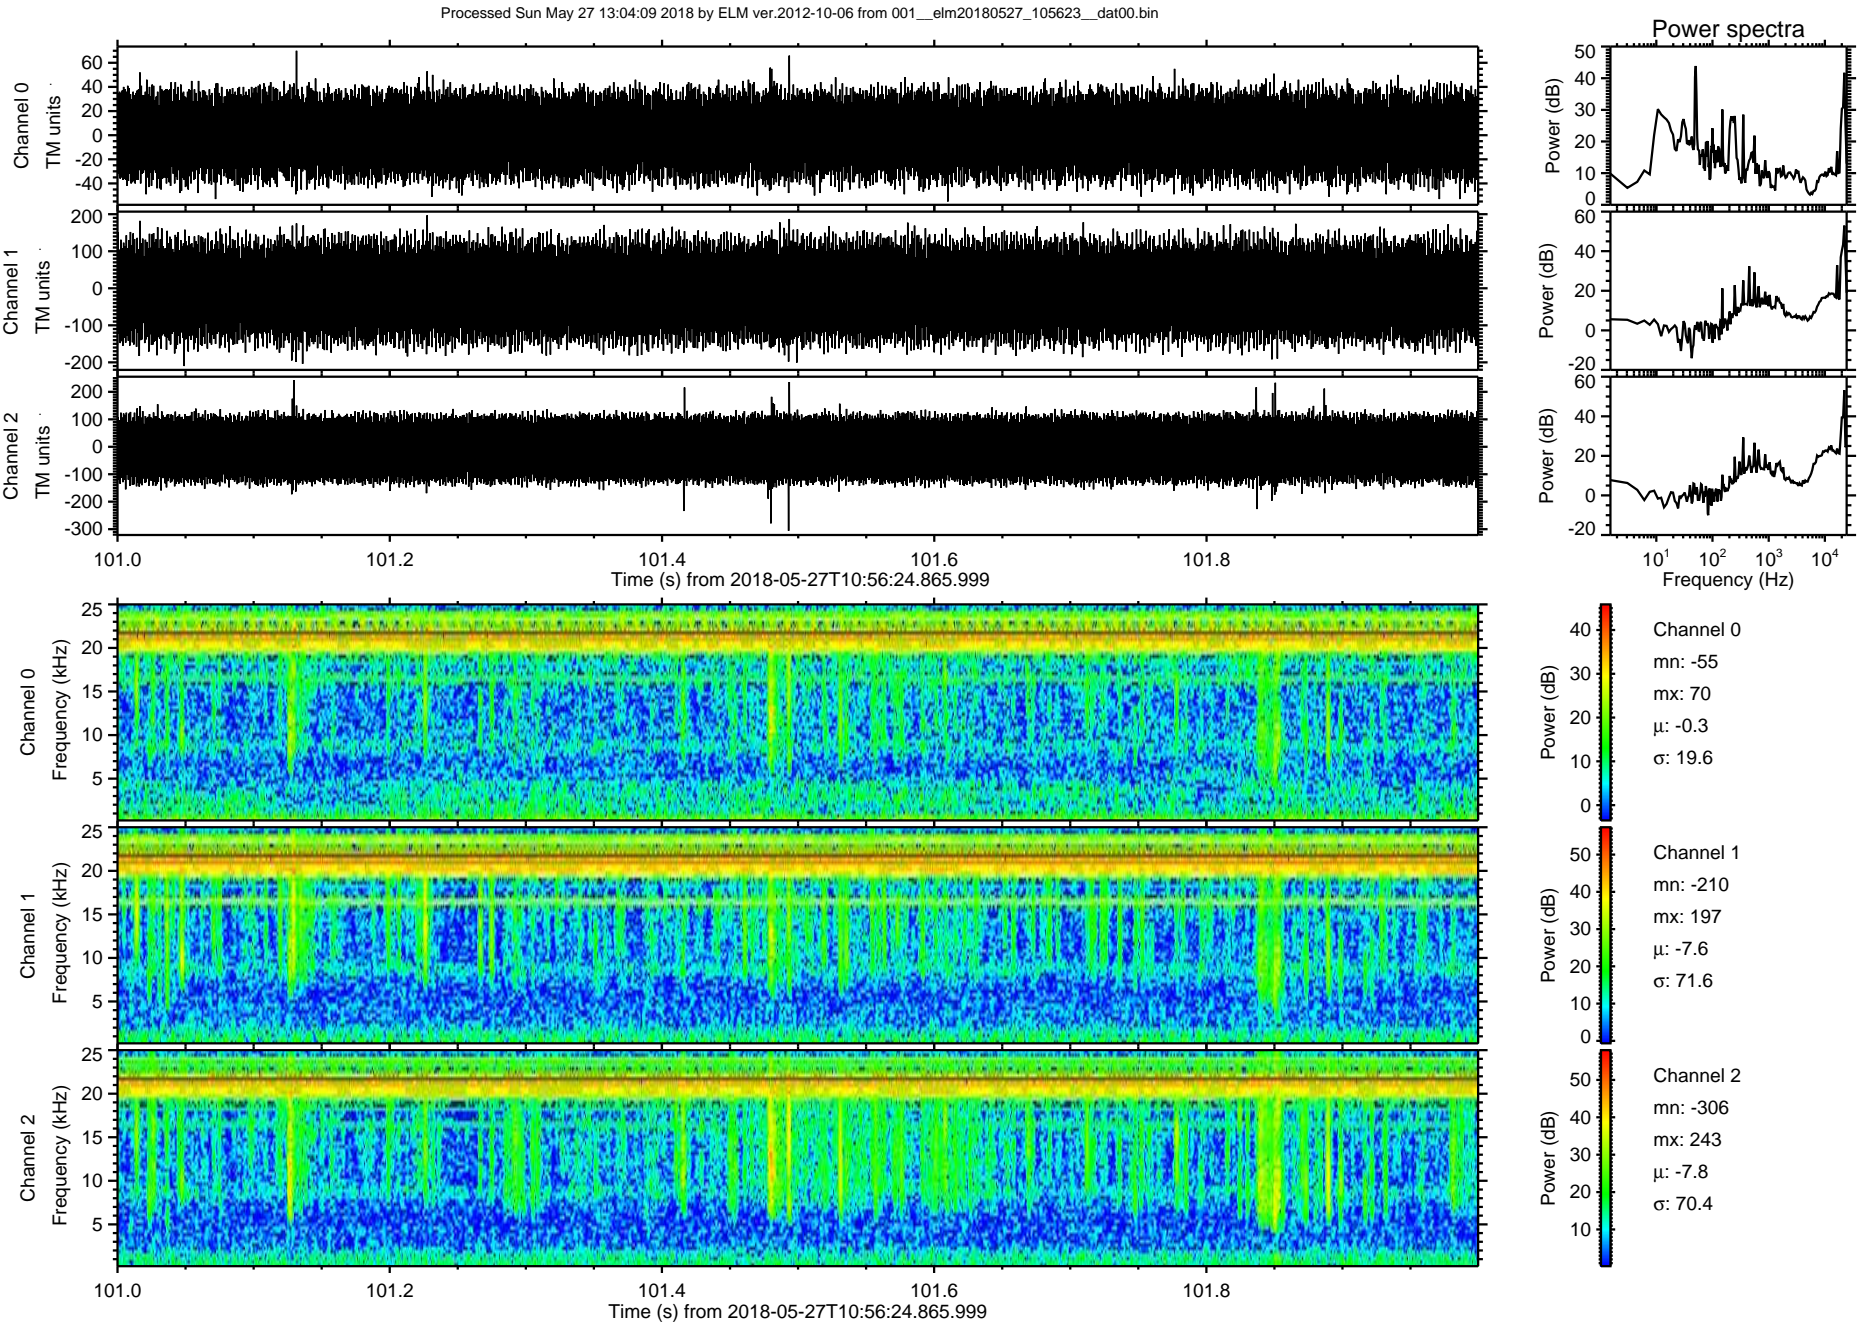 Processed Sun May 27 13:04:09 2018 by ELM ver.2012-10-06 from 001__elm20180527_105623__dat00.bin
Power spectra
Channel 0
TM units
60
40
20
0
-20
-40
Power (dB)
50
40
30
20
10
0
Channel 1
TM units
200
100
0
-100
-200
Power (dB)
60
40
20
0
-20
Channel 2
TM units
200
100
0
-100
-200
-300
Power (dB)
60
40
20
0
-20
101.0 101.2 101.4 101.6 101.8
Time (s) from 2018-05-27T10:56:24.865.999
10^1 10^2 10^3 10^4
Frequency (Hz)
Channel 0
Frequency (kHz)
25
20
15
10
5
Power (dB)
40
30
20
10
0
Channel 0
mn: -55
mx: 70
μ: -0.3
σ: 19.6
Channel 1
Frequency (kHz)
25
20
15
10
5
Power (dB)
50
40
30
20
10
0
Channel 1
mn: -210
mx: 197
μ: -7.6
σ: 71.6
Channel 2
Frequency (kHz)
25
20
15
10
5
Power (dB)
50
40
30
20
10
Channel 2
mn: -306
mx: 243
μ: -7.8
σ: 70.4
101.0 101.2 101.4 101.6 101.8
Time (s) from 2018-05-27T10:56:24.865.999